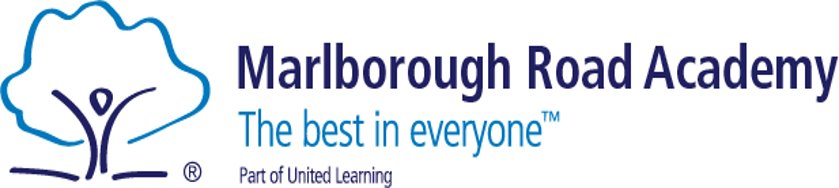 Marlborough Road Academy
The best in everyone™
®
Part of United Learning